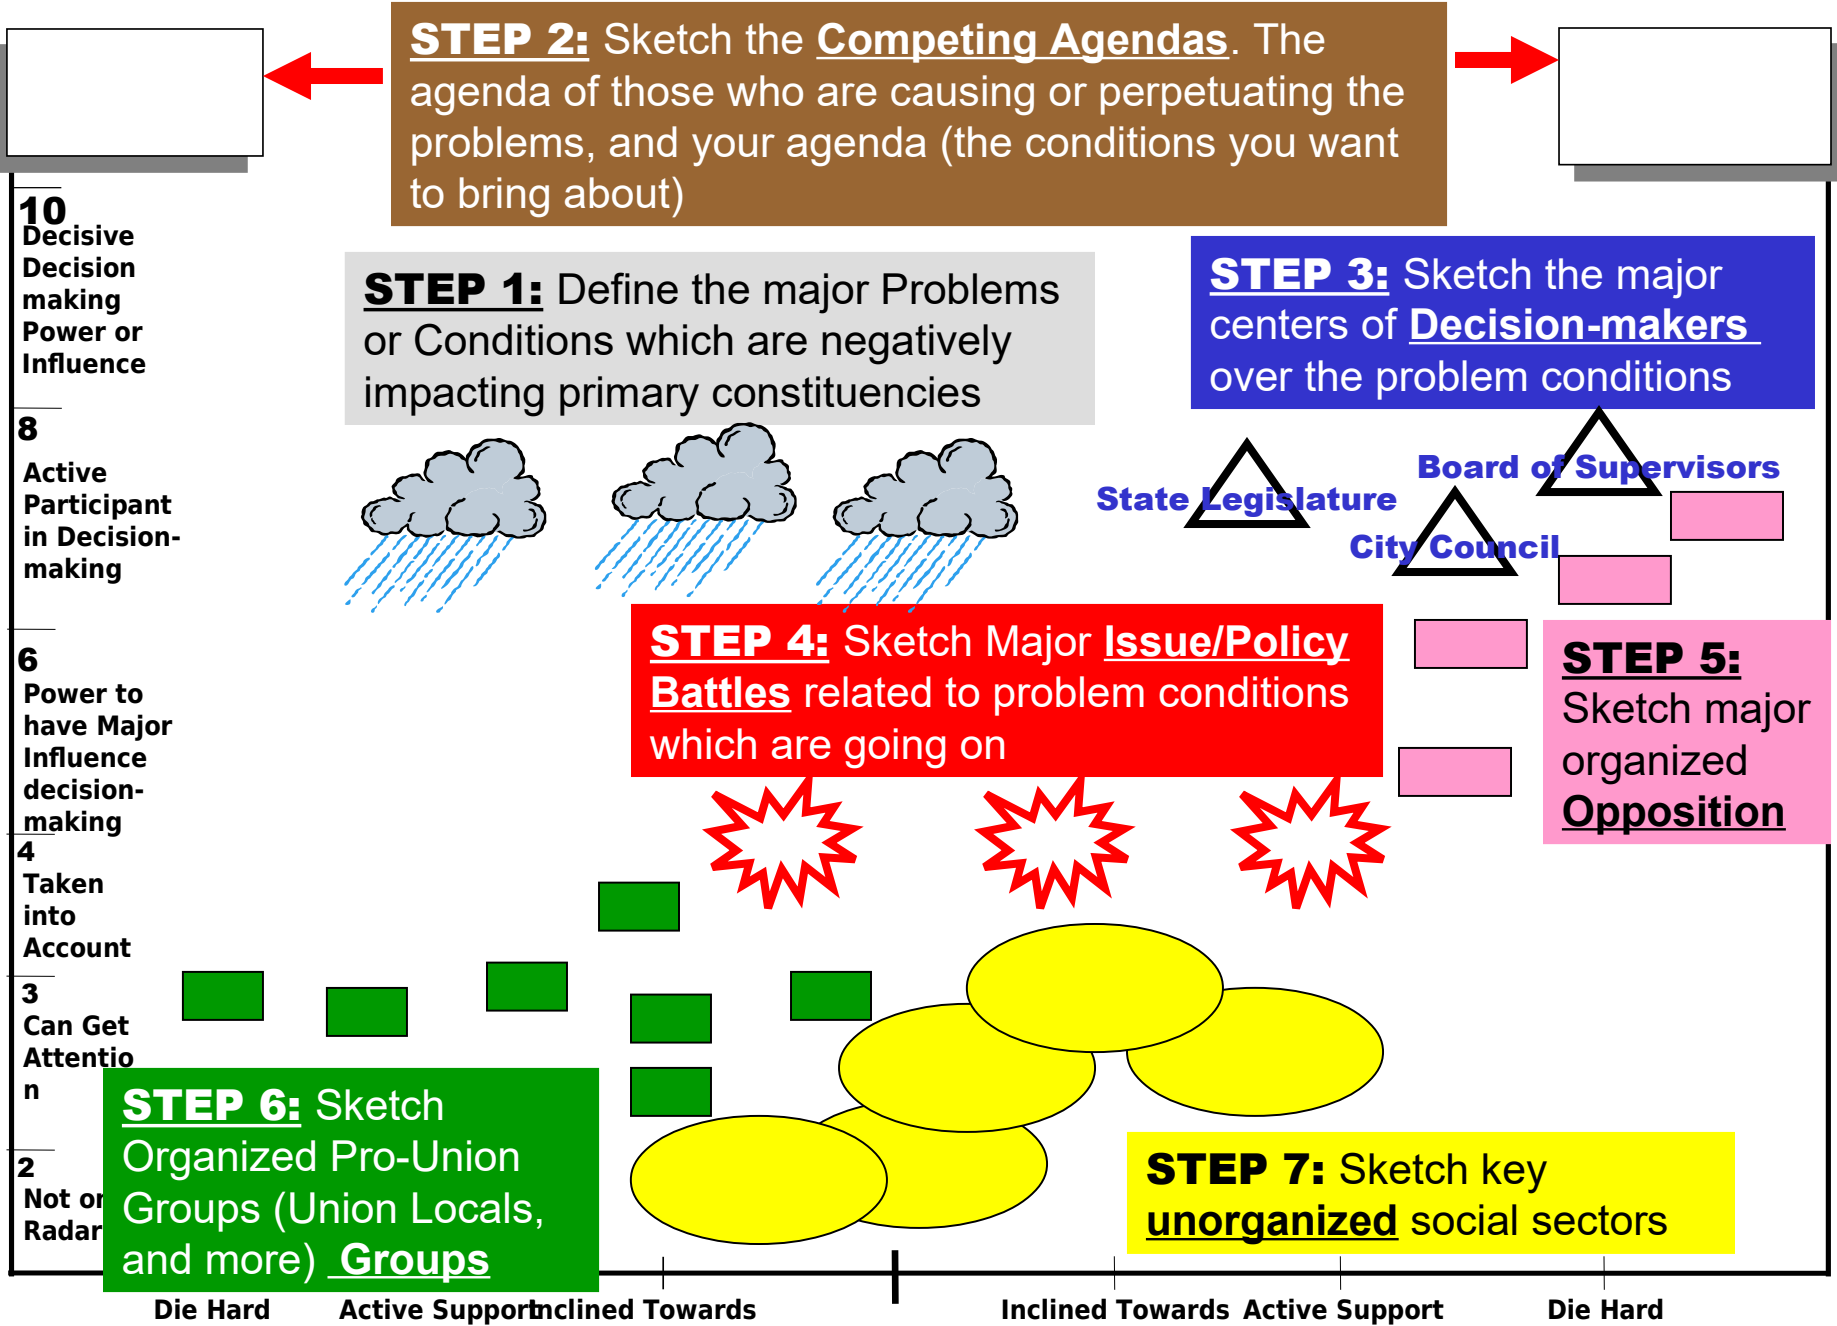 STEP 2: Sketch the Competing Agendas. The
agenda of those who are causing or perpetuating the
problems, and your agenda (the conditions you want
to bring about)
10
Decisive
Decision
making
Power or
Influence
STEP 1: Define the major Problems
or Conditions which are negatively
impacting primary constituencies
STEP 3: Sketch the major
centers of Decision-makers
over the problem conditions
8
Active
Participant
in Decision-
making
State Legislature
Board of Supervisors
City Council
6
Power to
have Major
Influence
decision-
making
STEP 4: Sketch Major Issue/Policy
Battles related to problem conditions
which are going on
STEP 5:
Sketch major
organized
Opposition
4
Taken
into
Account
3
Can Get
Attentio
n
2
Not on
Radar
STEP 6: Sketch
Organized Pro-Union
Groups (Union Locals,
and more) Groups
STEP 7: Sketch key
unorganized social sectors
Die Hard
Active Support
Inclined Towards
Inclined Towards
Active Support
Die Hard